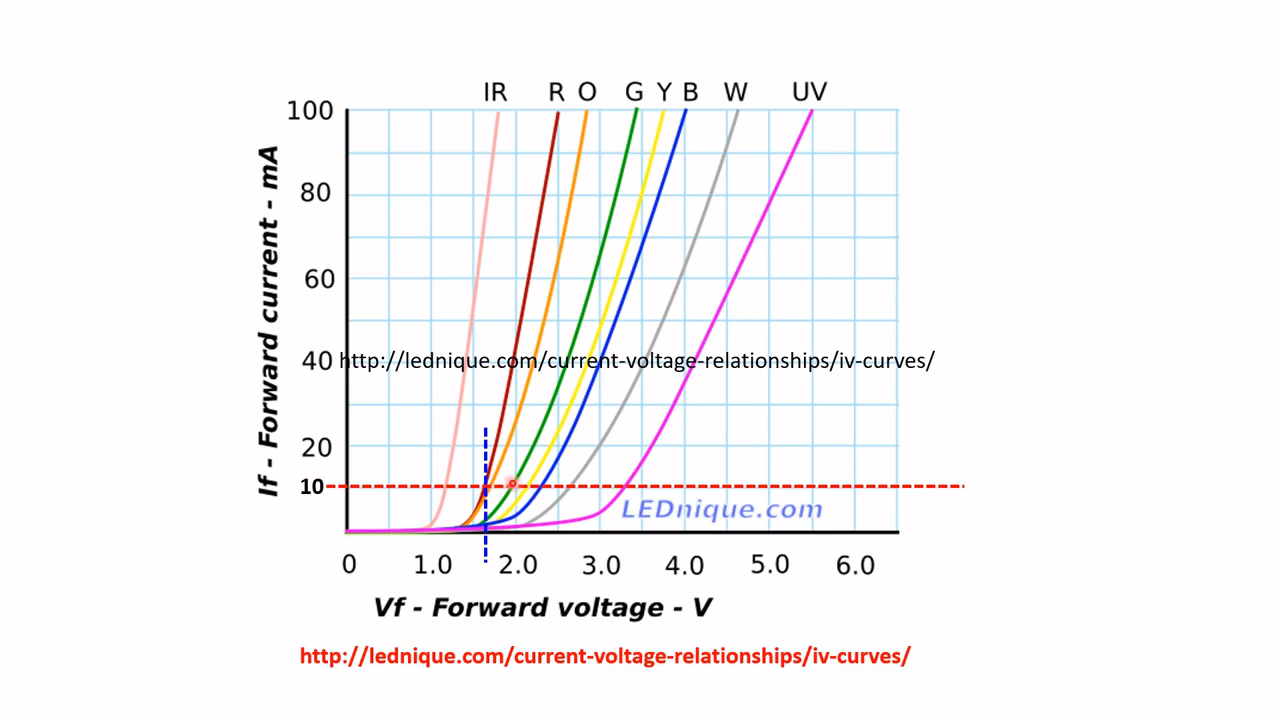 IR R O G Y B W UV
100
80
60
40
20
10
If - Forward current - mA
http://lednique.com/current-voltage-relationships/iv-curves/
LEDnique.com
0 1.0 2.0 3.0 4.0 5.0 6.0
Vf - Forward voltage - V
http://lednique.com/current-voltage-relationships/iv-curves/